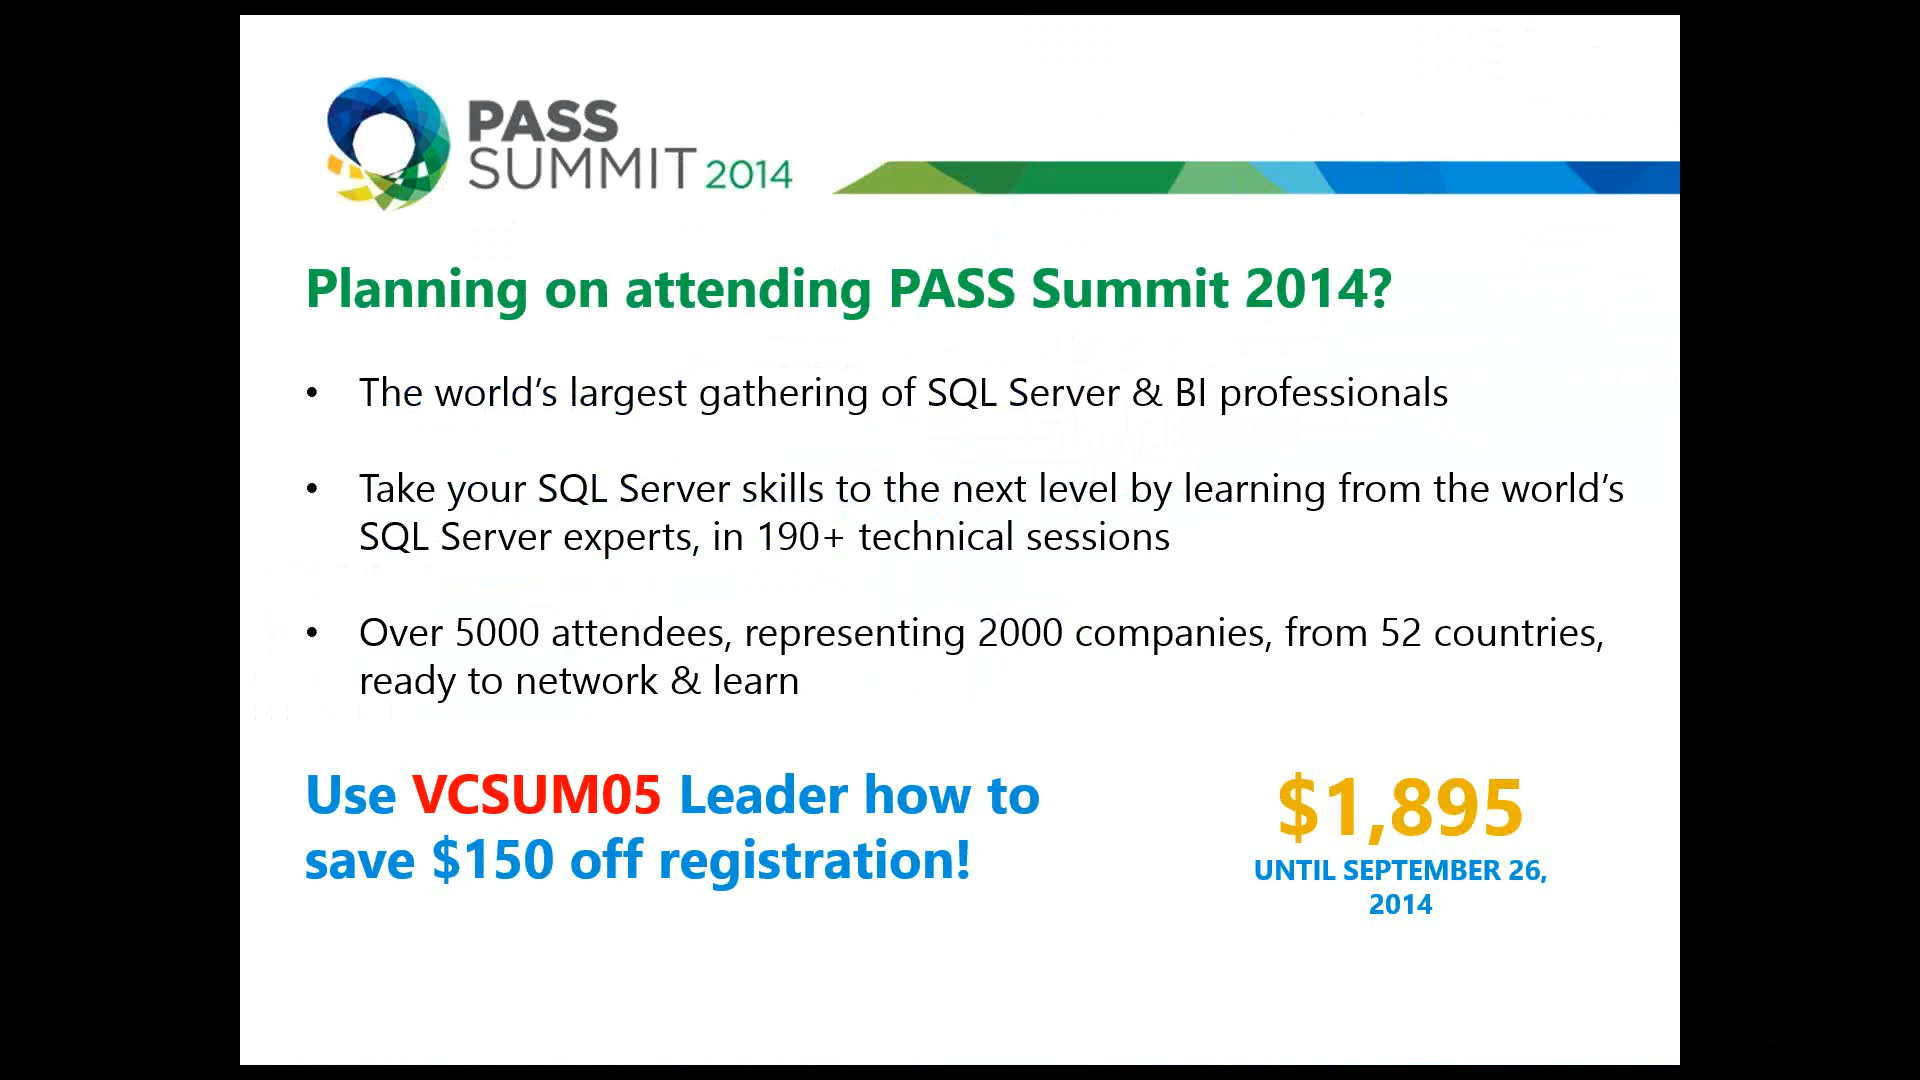 PASS
SUMMIT 2014
Planning on attending PASS Summit 2014?
• The world’s largest gathering of SQL Server & BI professionals
• Take your SQL Server skills to the next level by learning from the world’s
SQL Server experts, in 190+ technical sessions
• Over 5000 attendees, representing 2000 companies, from 52 countries,
ready to network & learn
Use VCSUM05 Leader how to
save $150 off registration!
$1,895
UNTIL SEPTEMBER 26,
2014